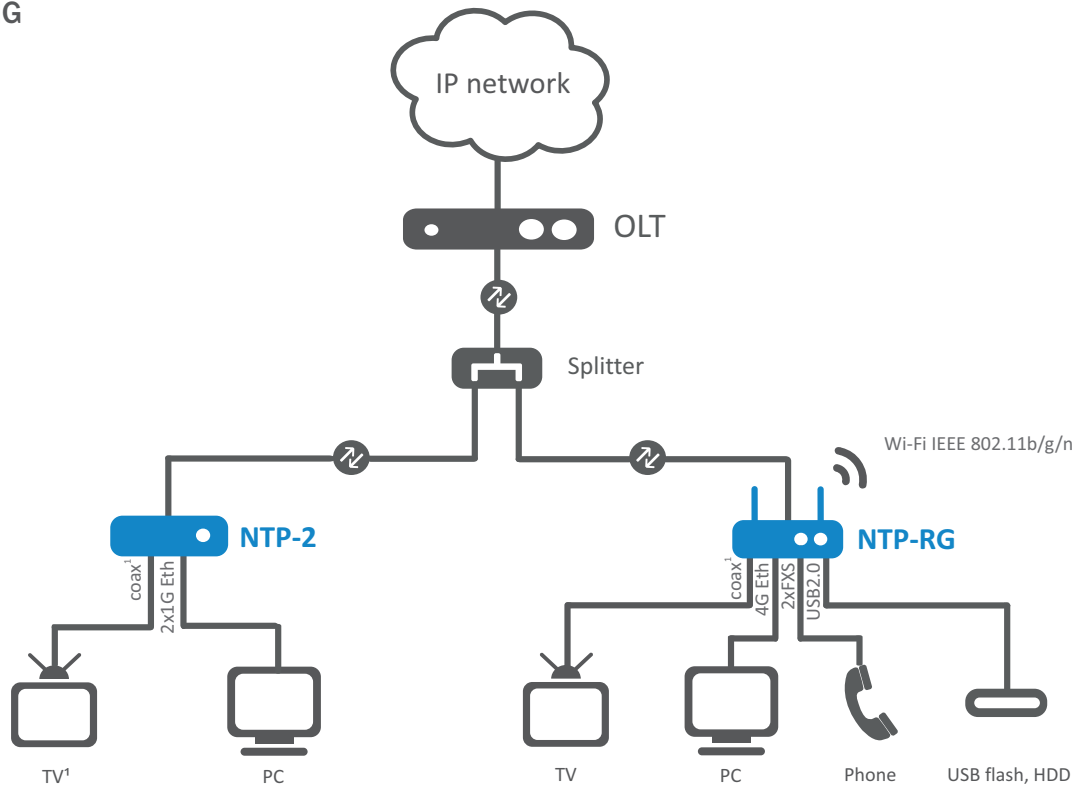 G
IP network
OLT
Splitter
Wi-Fi IEEE 802.11b/g/n
NTP-2
NTP-RG
coax¹
2x1G Eth
coax¹
4G Eth
2xFXS
USB2.0
TV¹
PC
TV
PC
Phone
USB flash, HDD